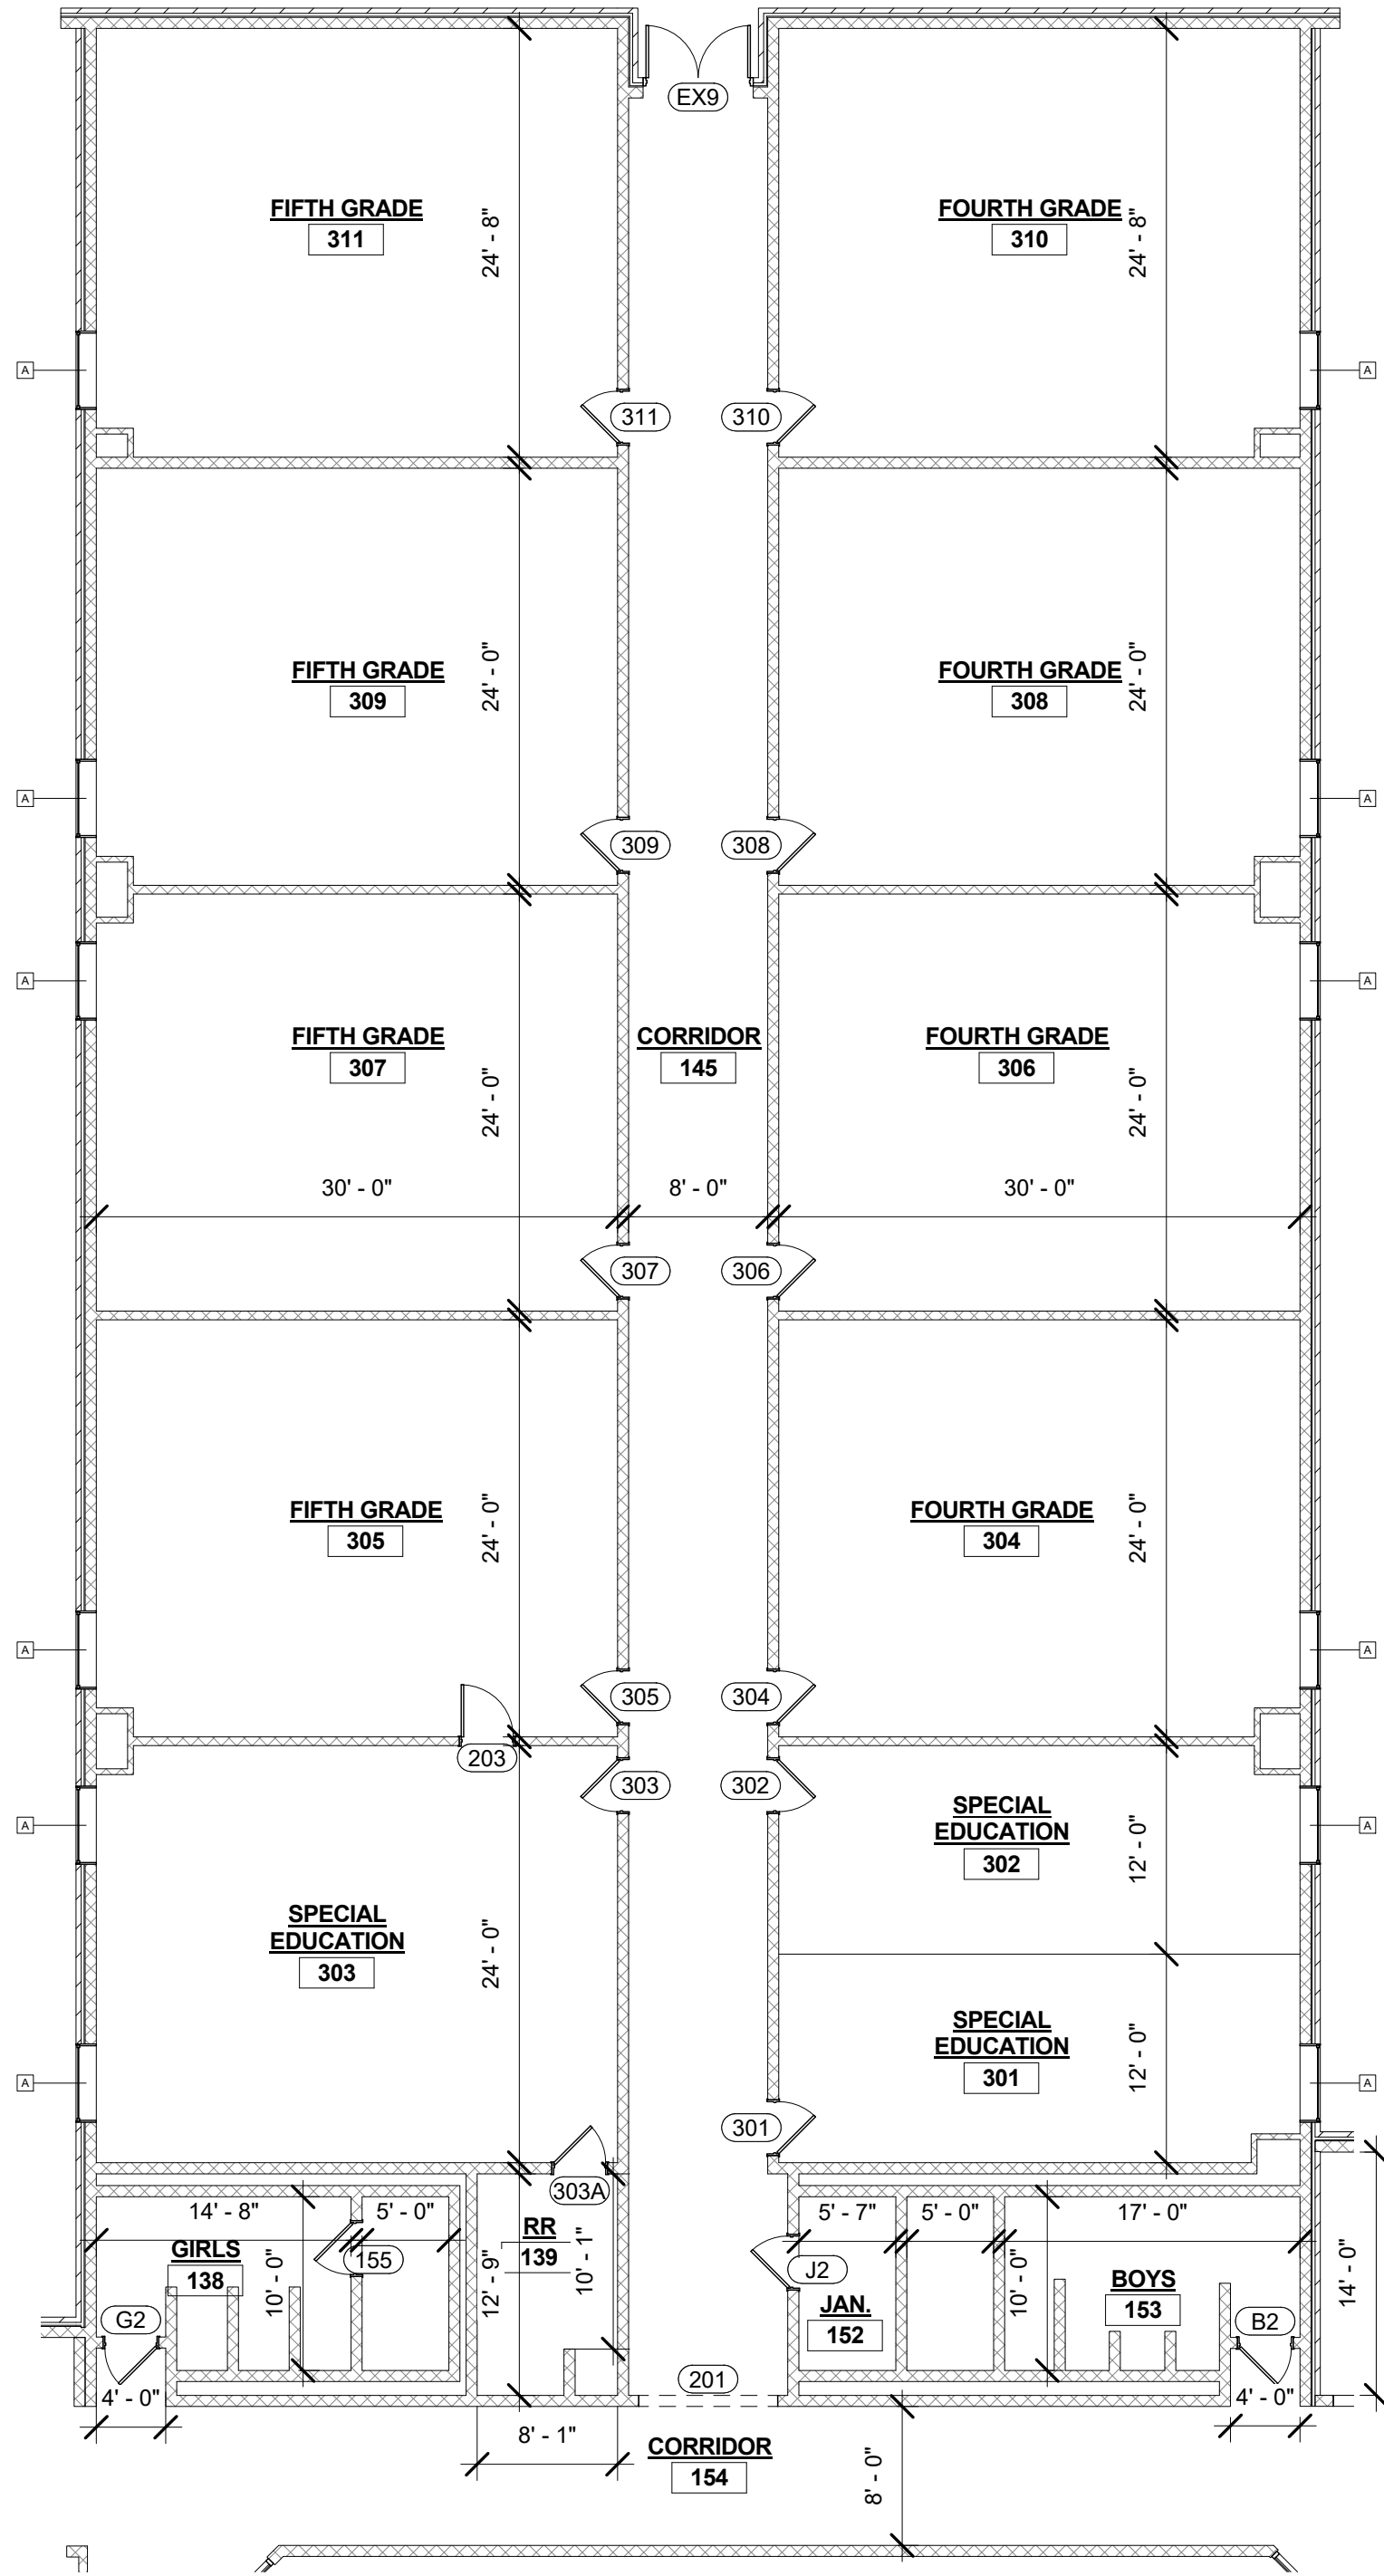 EX9
FIFTH GRADE
311
24' - 8"
FOURTH GRADE
310
24' - 8"
A
A
311
310
FIFTH GRADE
309
24' - 0"
FOURTH GRADE
308
24' - 0"
A
A
309
308
A
A
FIFTH GRADE
307
24' - 0"
CORRIDOR
145
FOURTH GRADE
306
24' - 0"
30' - 0"
8' - 0"
30' - 0"
307
306
FIFTH GRADE
305
24' - 0"
FOURTH GRADE
304
24' - 0"
A
A
305
304
203
303
302
A
A
SPECIAL
EDUCATION
302
12' - 0"
SPECIAL
EDUCATION
303
24' - 0"
SPECIAL
EDUCATION
301
12' - 0"
A
A
301
303A
14' - 8"
5' - 0"
5' - 7"
5' - 0"
17' - 0"
GIRLS
138
10' - 0"
155
RR
139
12' - 9"
10' - 1"
J2
JAN.
152
10' - 0"
BOYS
153
14' - 0"
G2
B2
201
4' - 0"
4' - 0"
8' - 1"
CORRIDOR
154
8' - 0"